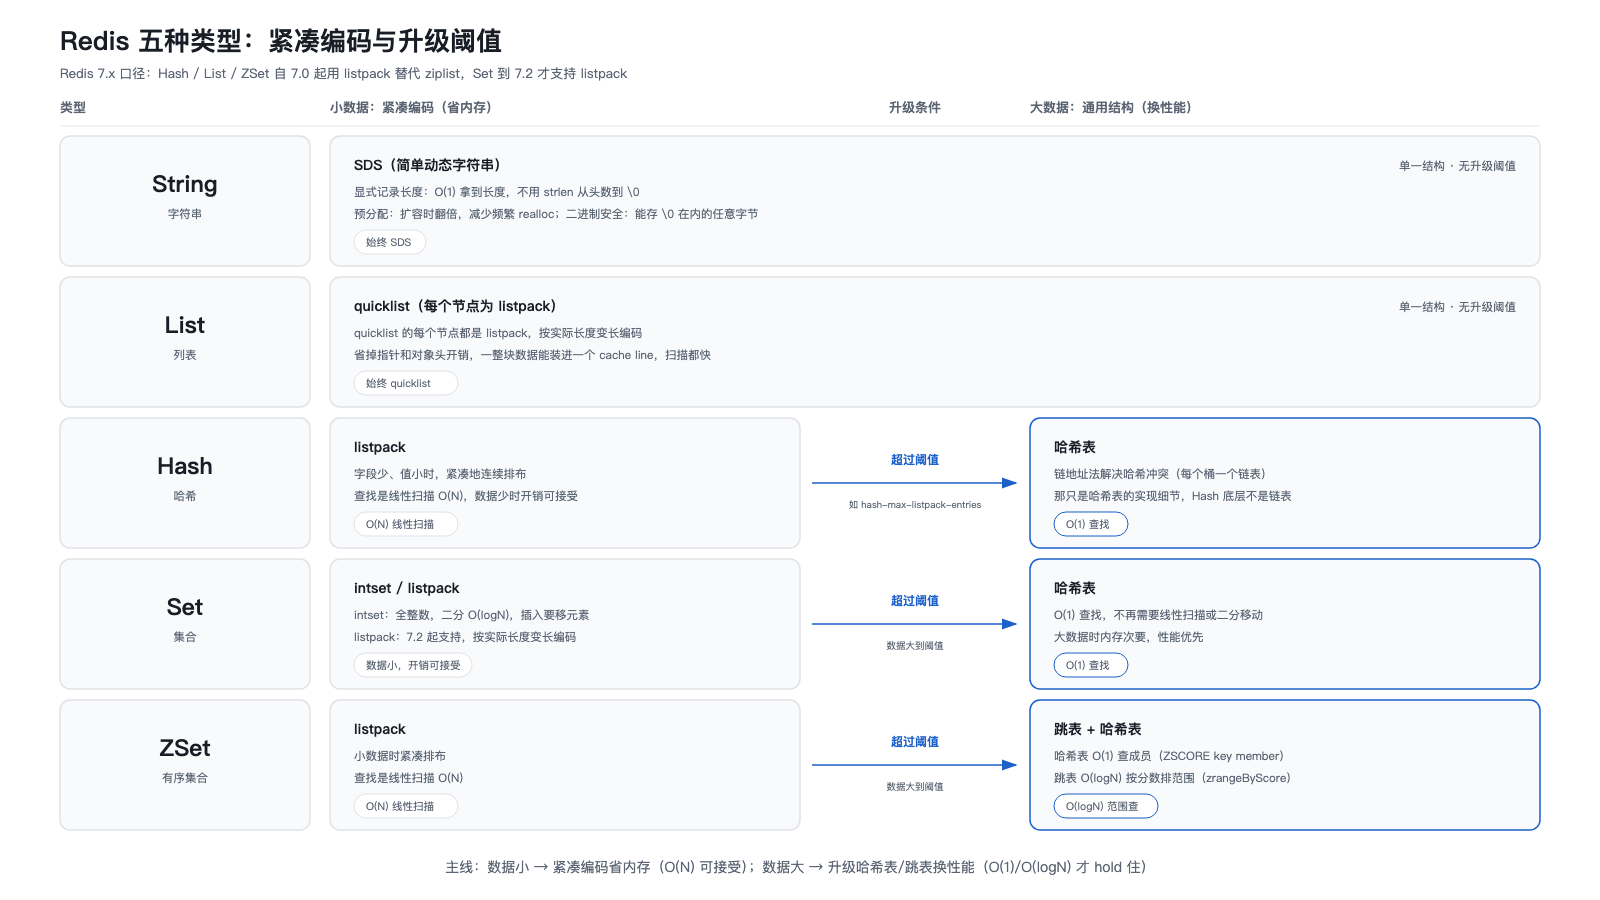 Redis 五种类型：紧凑编码与升级阈值
Redis 7.x 口径：Hash / List / ZSet 自 7.0 起用 listpack 替代 ziplist，Set 到 7.2 才支持 listpack
类型
小数据：紧凑编码（省内存）
升级条件
大数据：通用结构（换性能）
String
字符串
SDS（简单动态字符串）
单一结构 · 无升级阈值
显式记录长度：O(1) 拿到长度，不用 strlen 从头数到 \0
预分配：扩容时翻倍，减少频繁 realloc；二进制安全：能存 \0 在内的任意字节
始终 SDS
List
列表
quicklist（每个节点为 listpack）
单一结构 · 无升级阈值
quicklist 的每个节点都是 listpack，按实际长度变长编码
省掉指针和对象头开销，一整块数据能装进一个 cache line，扫描都快
始终 quicklist
Hash
哈希
listpack
字段少、值小时，紧凑地连续排布
查找是线性扫描 O(N)，数据少时开销可接受
O(N) 线性扫描
超过阈值
如 hash-max-listpack-entries
哈希表
链地址法解决哈希冲突（每个桶一个链表）
那只是哈希表的实现细节，Hash 底层不是链表
O(1) 查找
Set
集合
intset / listpack
intset：全整数，二分 O(logN)，插入要移元素
listpack：7.2 起支持，按实际长度变长编码
数据小，开销可接受
超过阈值
数据大到阈值
哈希表
O(1) 查找，不再需要线性扫描或二分移动
大数据时内存次要，性能优先
O(1) 查找
ZSet
有序集合
listpack
小数据时紧凑排布
查找是线性扫描 O(N)
O(N) 线性扫描
超过阈值
数据大到阈值
跳表 + 哈希表
哈希表 O(1) 查成员（ZSCORE key member）
跳表 O(logN) 按分数排范围（zrangeByScore）
O(logN) 范围查
主线：数据小 → 紧凑编码省内存（O(N) 可接受）；数据大 → 升级哈希表/跳表换性能（O(1)/O(logN) 才 hold 住）